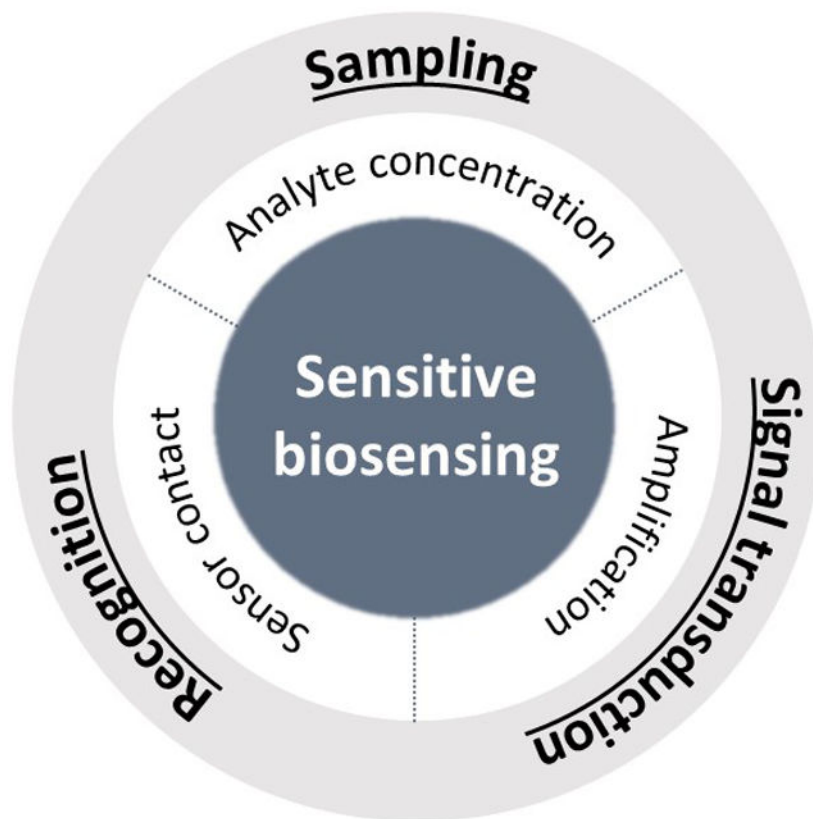 Sampling
Analyte concentration
Sensitive
biosensing
Signal transduction
Amplification
Sensor contact
Recognition